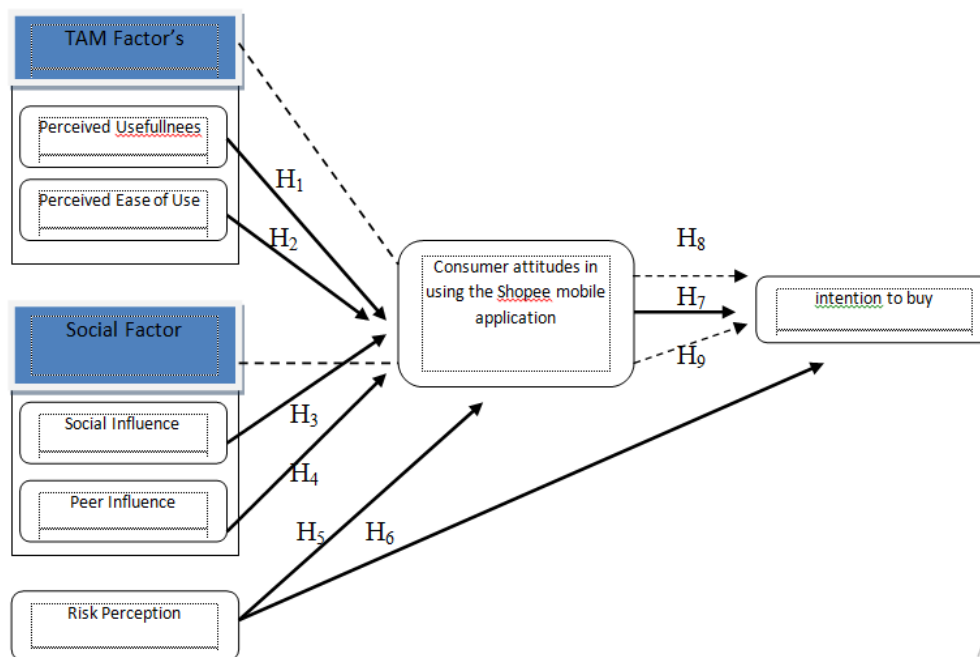 TAM Factor's
Perceived Usefullnees
H₁
Perceived Ease of Use
H₂
H₈
Consumer attitudes in
using the Shopee mobile
application
H₇
intention to buy
Social Factor
H₉
Social Influence
H₃
H₄
Peer Influence
H₅
H₆
Risk Perception